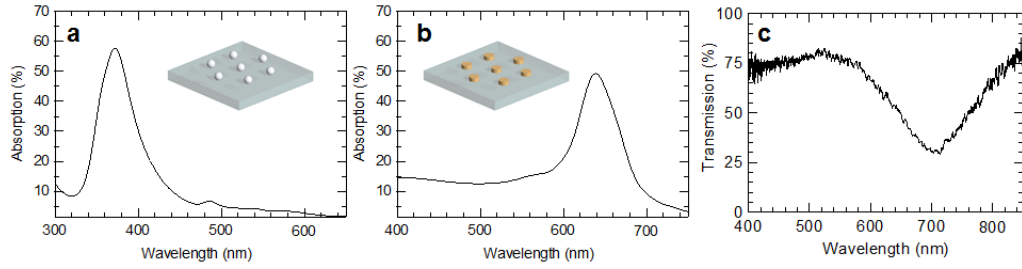 a
Absorption (%)
70
60
50
40
30
20
10
300 400 500 600
Wavelength (nm)
b
Absorption (%)
70
60
50
40
30
20
10
400 500 600 700
Wavelength (nm)
c
Transmission (%)
100
75
50
25
0
400 500 600 700 800
Wavelength (nm)